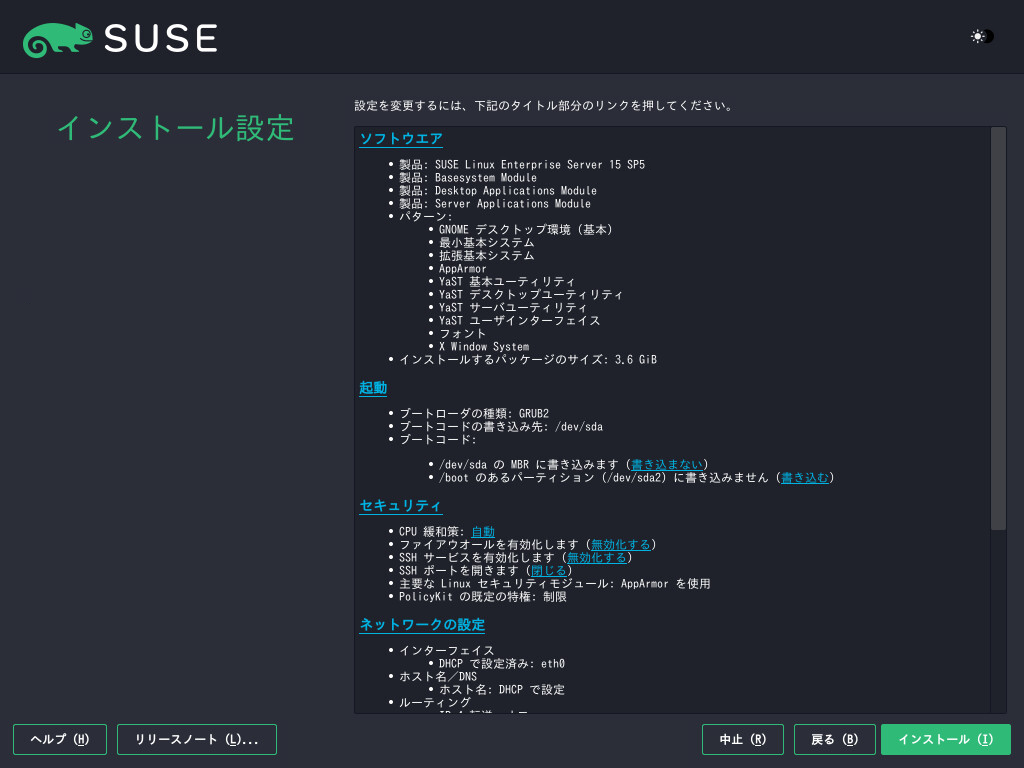 SUSE
インストール設定
設定を変更するには、下記のタイトル部分のリンクを押してください。
ソフトウエア
• 製品: SUSE Linux Enterprise Server 15 SP5
• 製品: Basesystem Module
• 製品: Desktop Applications Module
• 製品: Server Applications Module
• パターン:
• GNOME デスクトップ環境 (基本)
• 最小基本システム
• 拡張基本システム
• AppArmor
• YaST 基本ユーティリティ
• YaST デスクトップユーティリティ
• YaST サーバユーティリティ
• YaST ユーザインターフェイス
• フォント
• X Window System
• インストールするパッケージのサイズ: 3.6 GiB
起動
• ブートローダの種類: GRUB2
• ブートコードの書き込み先: /dev/sda
• ブートコード:
• /dev/sda の MBR に書き込みます (書き込まない)
• /boot のあるパーティション (/dev/sda2) に書き込みません (書き込む)
セキュリティ
• CPU 緩和策: 自動
• ファイアウオールを有効化します (無効化する)
• SSH サービスを有効化します (無効化する)
• SSH ポートを開きます (閉じる)
• 主要な Linux セキュリティモジュール: AppArmor を使用
• PolicyKit の既定の特権: 制限
ネットワークの設定
• インターフェイス
• DHCP で設定済み: eth0
• ホスト名/DNS
• ホスト名: DHCP で設定
• ルーティング
ヘルプ (H)
リリースノート (L)...
中止 (R)
戻る (B)
インストール (I)